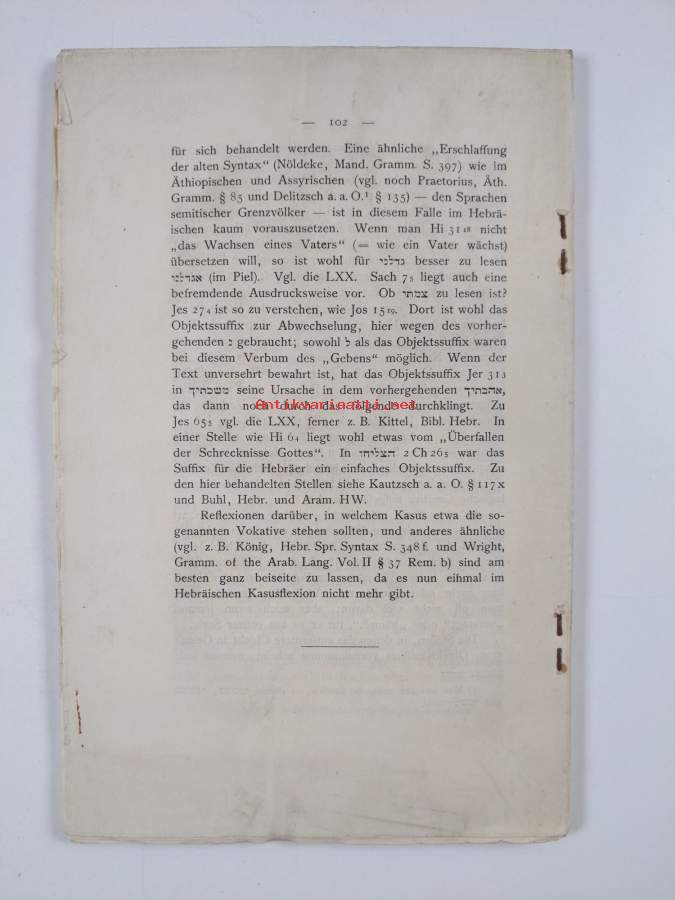 — 102 —
für sich behandelt werden. Eine ähnliche „Erschlaffung
der alten Syntax“ (Nöldeke, Mand. Gramm. S. 397) wie im
Äthiopischen und Assyrischen (vgl. noch Praetorius, Äth.
Gramm. § 85 und Delitzsch a. a. O.¹ § 135) — den Sprachen
semitischer Grenzvölker — ist in diesem Falle im Hebrä-
ischen kaum vorauszusetzen. Wenn man Hi 31 18 nicht
„das Wachsen eines Vaters“ (= wie ein Vater wächst)
übersetzen will, so ist wohl für גדלני besser zu lesen
אגדלני (im Piel). Vgl. die LXX. Sach 7 5 liegt auch eine
befremdende Ausdrucksweise vor. Ob צמתי zu lesen ist?
Jes 27 4 ist so zu verstehen, wie Jos 15 19. Dort ist wohl das
Objektssuffix zur Abwechselung, hier wegen des vorher-
gehenden נ gebraucht; sowohl ל als das Objektssuffix waren
bei diesem Verbum des „Gebens“ möglich. Wenn der
Text unversehrt bewahrt ist, hat das Objektssuffix Jer 31 3
in משכתיך seine Ursache in dem vorhergehenden אהבתיך,
das dann noch durch das folgende durchklingt. Zu
Antikvariaatti.net
Jes 65 5 vgl. die LXX, ferner z. B. Kittel, Bibl. Hebr. In
einer Stelle wie Hi 6 4 liegt wohl etwas vom „Überfallen
der Schrecknisse Gottes“. In הצליחו 2 Ch 26 5 war das
Suffix für die Hebräer ein einfaches Objektssuffix. Zu
den hier behandelten Stellen siehe Kautzsch a. a. O. § 117 x
und Buhl, Hebr. und Aram. HW.
Reflexionen darüber, in welchem Kasus etwa die so-
genannten Vokative stehen sollten, und anderes ähnliche
(vgl. z. B. König, Hebr. Spr. Syntax S. 348 f. und Wright,
Gramm. of the Arab. Lang. Vol. II § 37 Rem. b) sind am
besten ganz beiseite zu lassen, da es nun einmal im
Hebräischen Kasusflexion nicht mehr gibt.